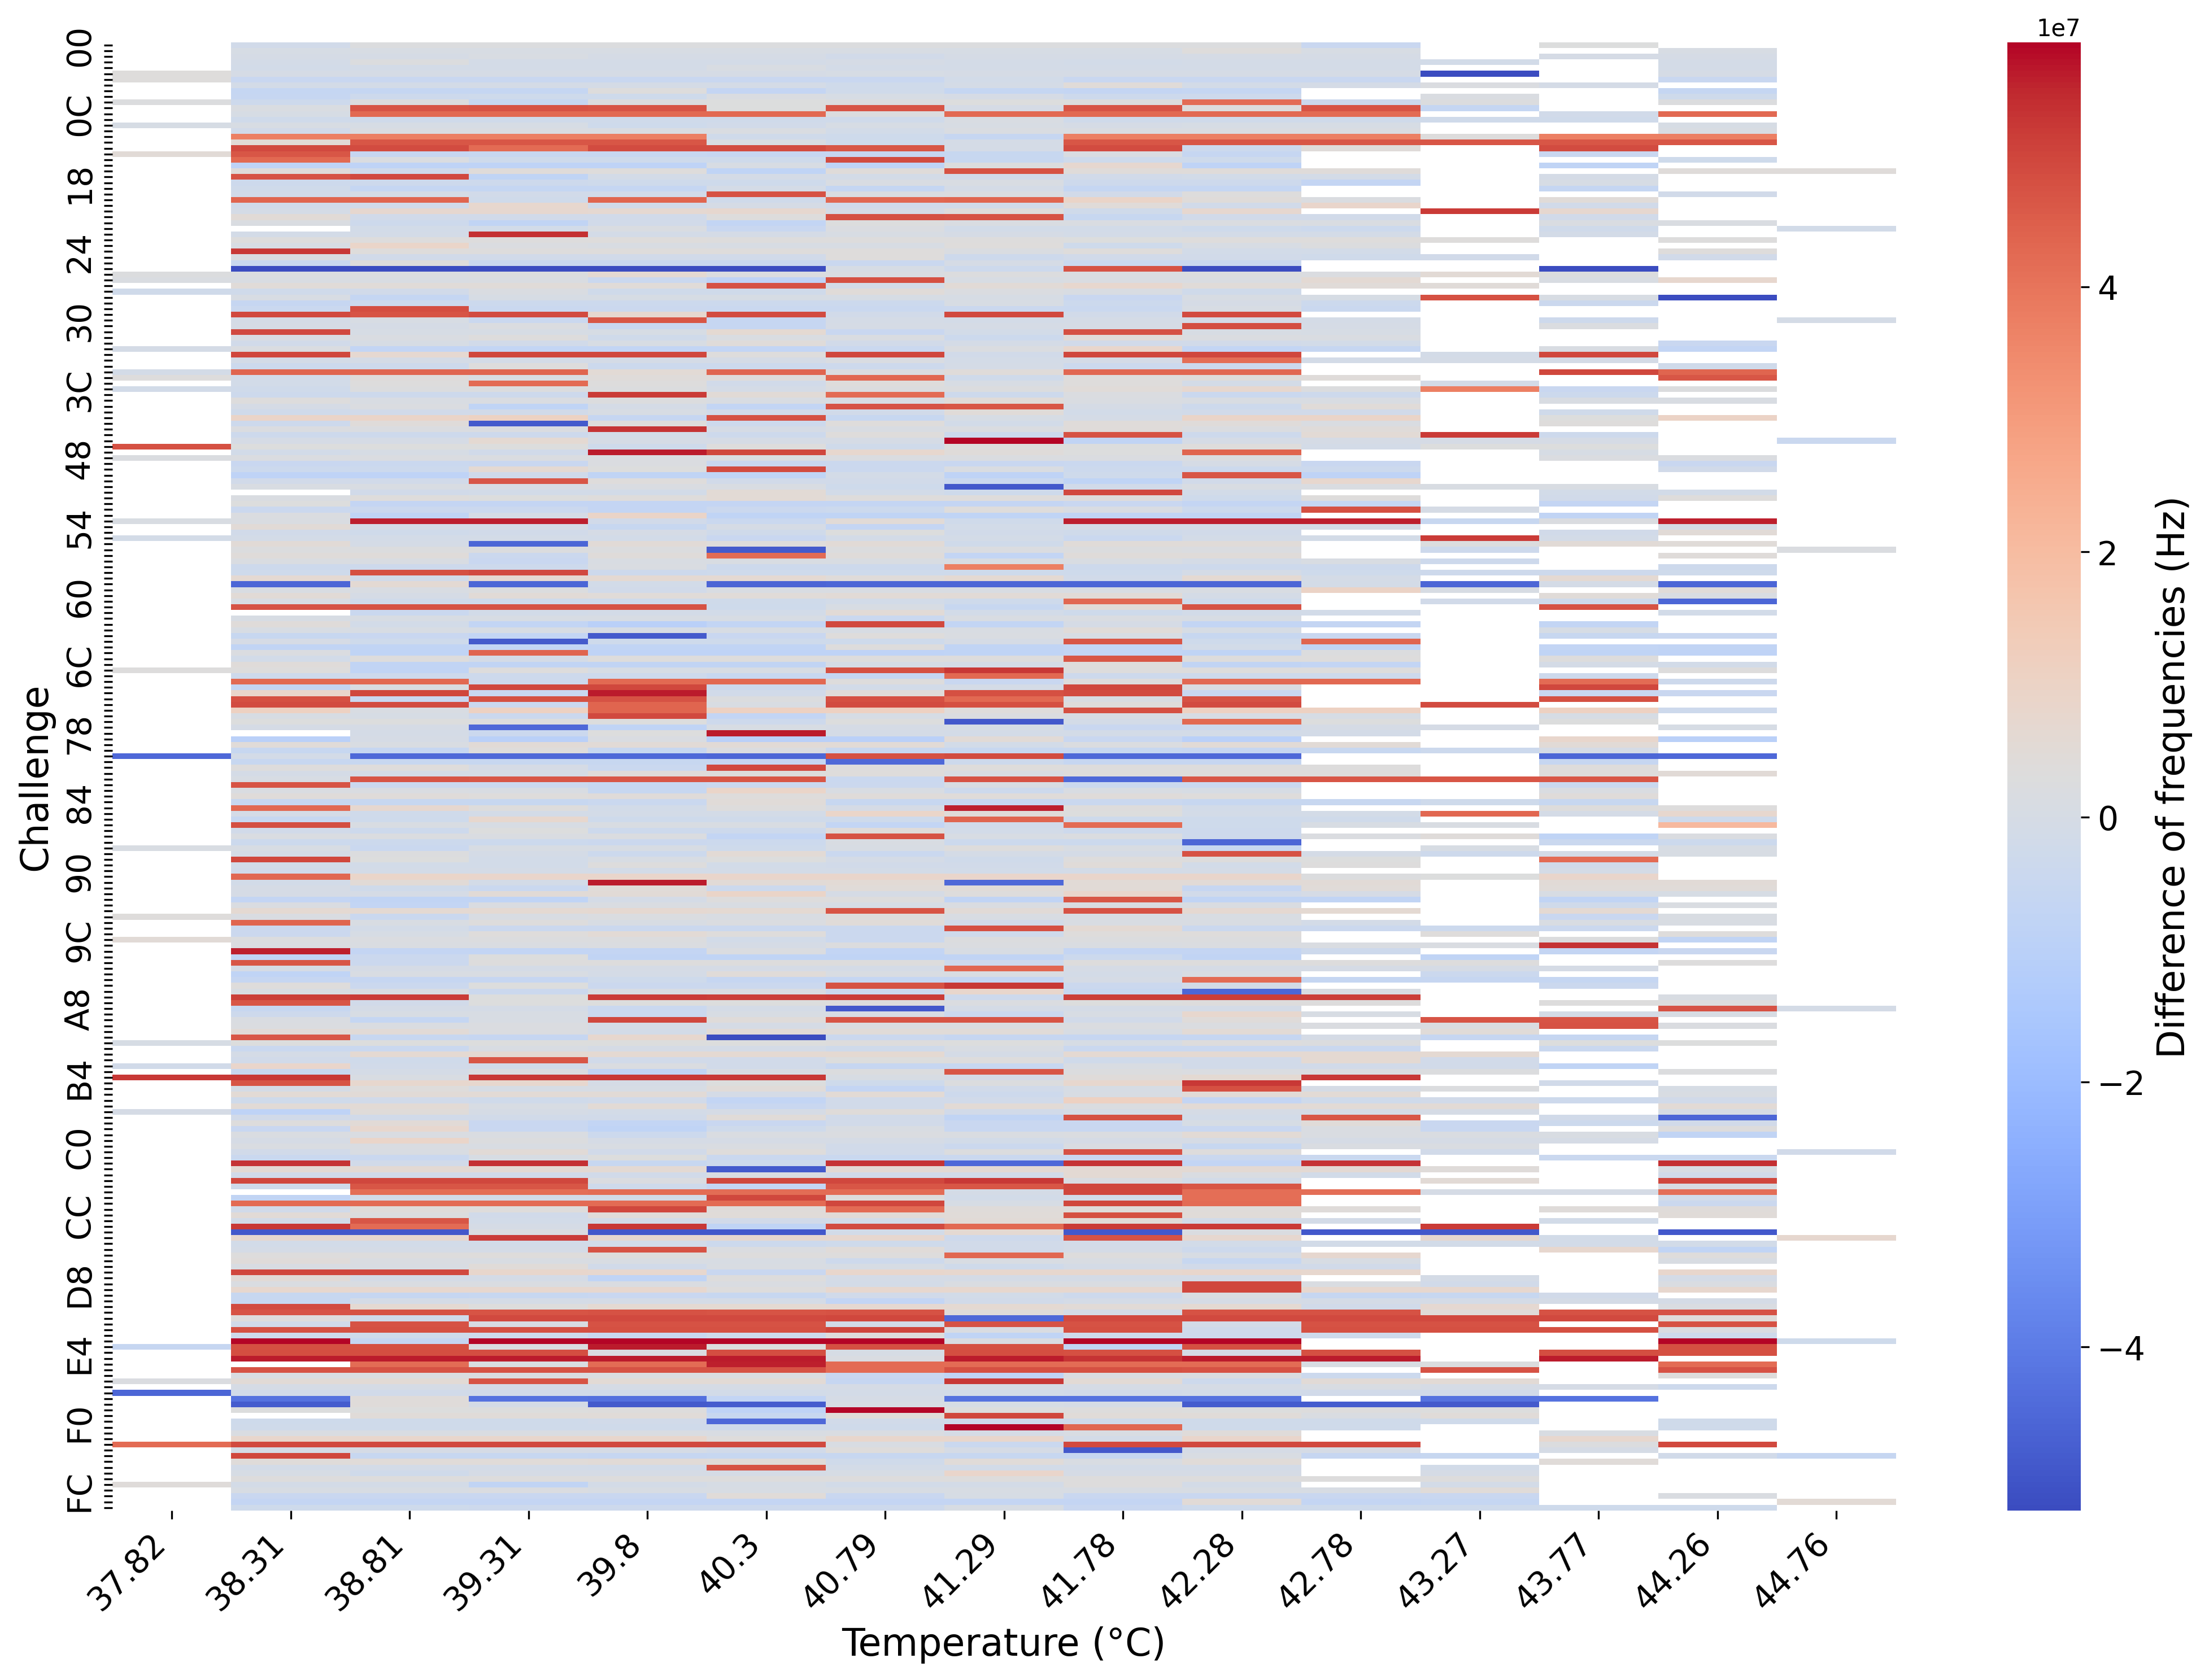 1e7
00
0C
18
24
30
3C
48
54
60
6C
78
84
90
9C
A8
B4
C0
CC
D8
E4
F0
FC
Challenge
37.82
38.31
38.81
39.31
39.8
40.3
40.79
41.29
41.78
42.28
42.78
43.27
43.77
44.26
44.76
Temperature (°C)
4
2
0
−2
−4
Difference of frequencies (Hz)